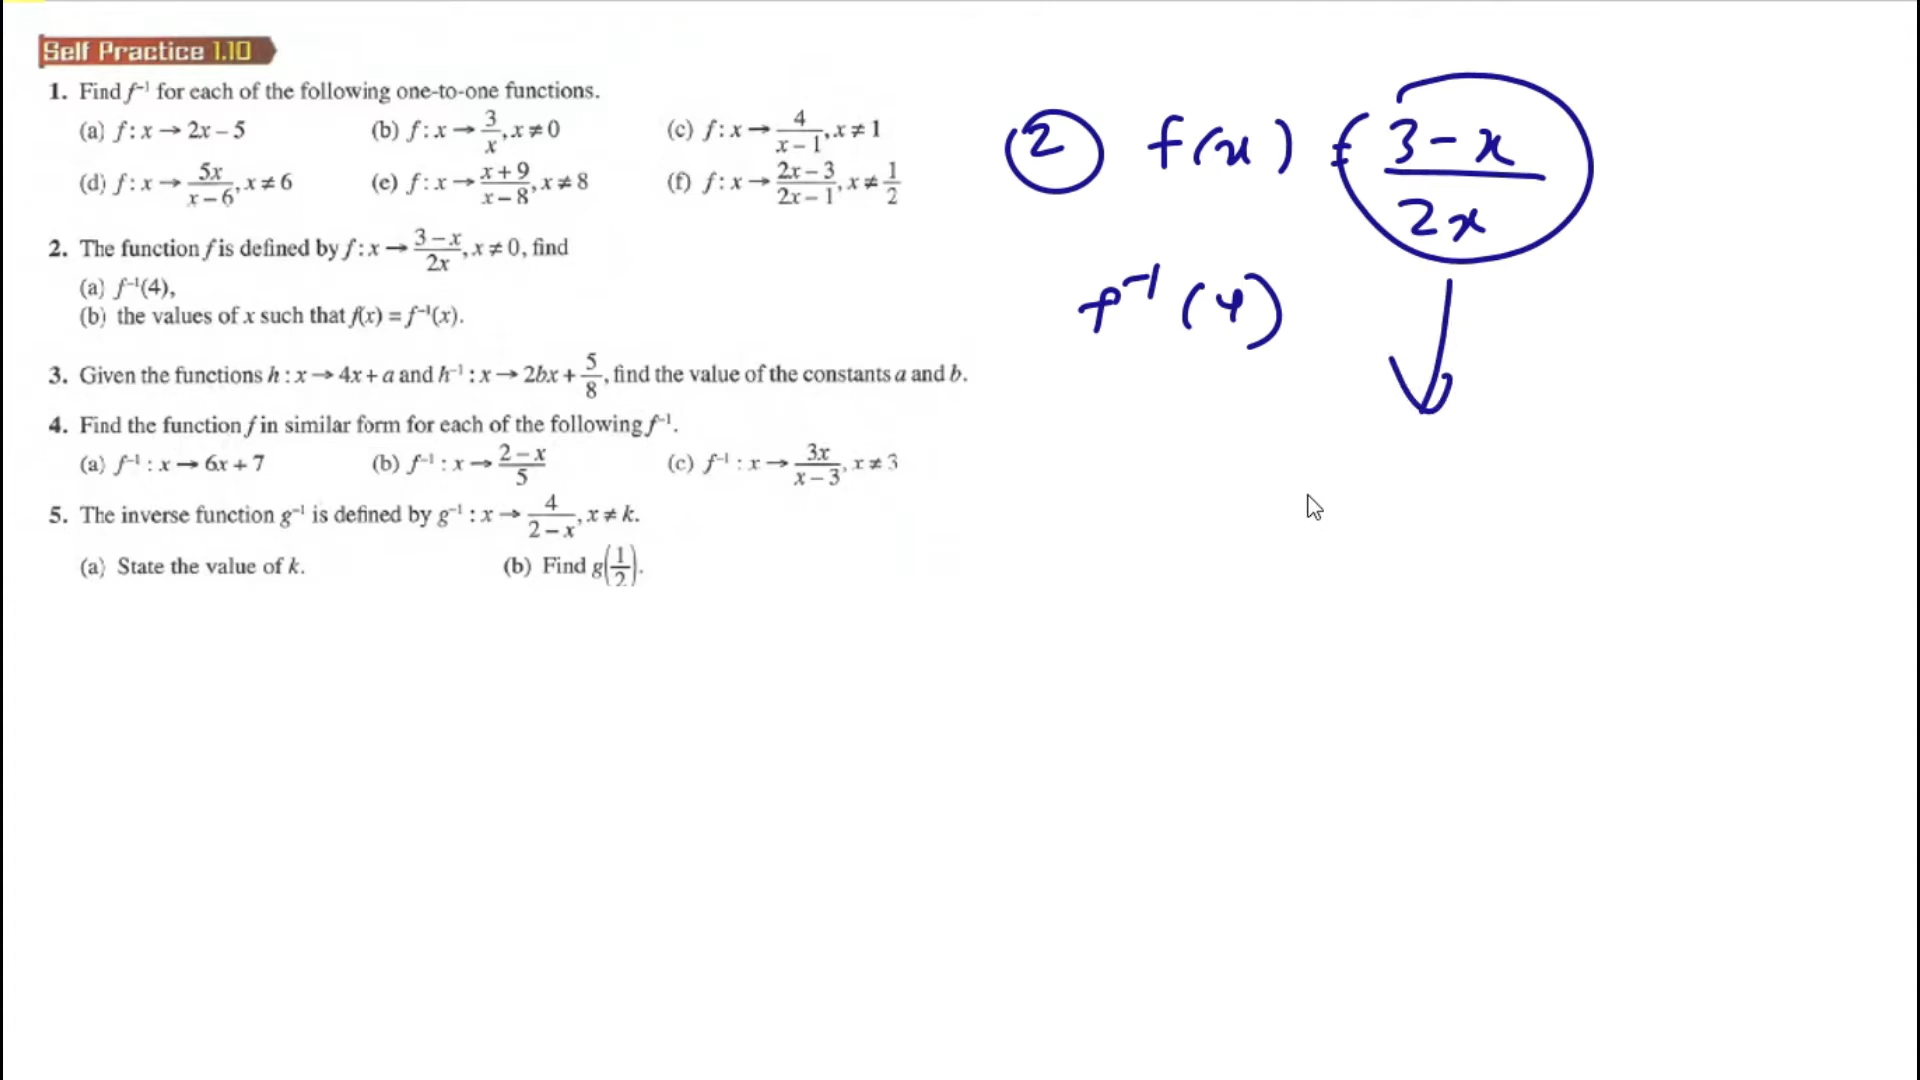 Self Practice 1.10
1. Find f⁻¹ for each of the following one-to-one functions.
(a) f : x → 2x – 5 (b) f : x → 3/x, x ≠ 0 (c) f : x → 4/(x – 1), x ≠ 1
(d) f : x → 5x/(x – 6), x ≠ 6 (e) f : x → (x + 9)/(x – 8), x ≠ 8 (f) f : x → (2x – 3)/(2x – 1), x ≠ 1/2
2. The function f is defined by f : x → (3 – x)/2x, x ≠ 0, find
(a) f⁻¹(4),
(b) the values of x such that f(x) = f⁻¹(x).
3. Given the functions h : x → 4x + a and h⁻¹ : x → 2bx + 5/8, find the value of the constants a and b.
4. Find the function f in similar form for each of the following f⁻¹.
(a) f⁻¹ : x → 6x + 7 (b) f⁻¹ : x → (2 – x)/5 (c) f⁻¹ : x → 3x/(x – 3), x ≠ 3
5. The inverse function g⁻¹ is defined by g⁻¹ : x → 4/(2 – x), x ≠ k.
(a) State the value of k. (b) Find g(1/2).
2 f(x) = (3 – x)/2x
f⁻¹(4)